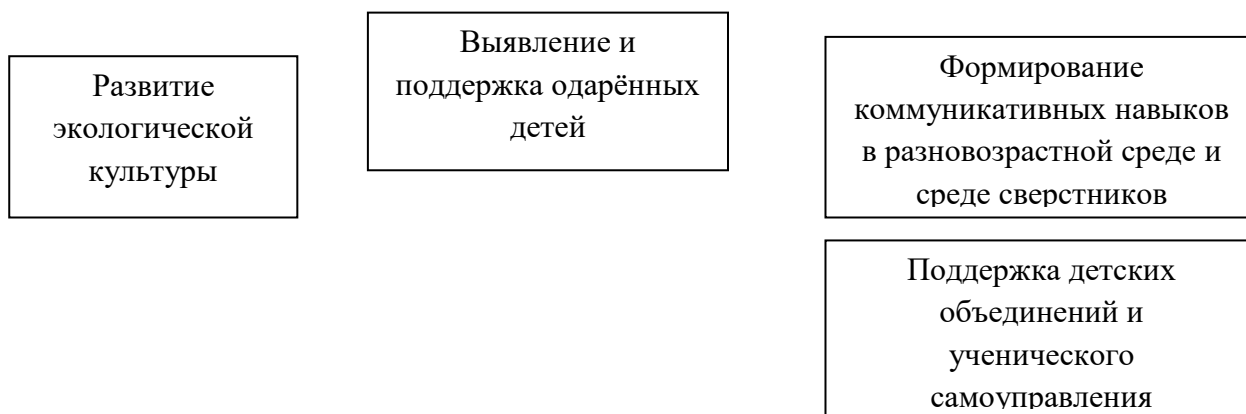 Развитие
экологической
культуры
Выявление и
поддержка одарённых
детей
Формирование
коммуникативных навыков
в разновозрастной среде и
среде сверстников
Поддержка детских
объединений и
ученического
самоуправления